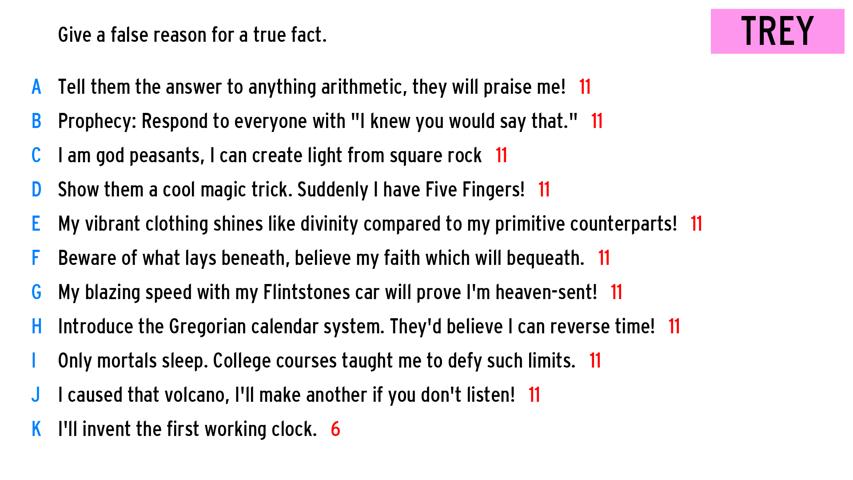 Give a false reason for a true fact.
TREY
A Tell them the answer to anything arithmetic, they will praise me! 11
B Prophecy: Respond to everyone with "I knew you would say that." 11
C I am god peasants, I can create light from square rock 11
D Show them a cool magic trick. Suddenly I have Five Fingers! 11
E My vibrant clothing shines like divinity compared to my primitive counterparts! 11
F Beware of what lays beneath, believe my faith which will bequeath. 11
G My blazing speed with my Flintstones car will prove I'm heaven-sent! 11
H Introduce the Gregorian calendar system. They'd believe I can reverse time! 11
I Only mortals sleep. College courses taught me to defy such limits. 11
J I caused that volcano, I'll make another if you don't listen! 11
K I'll invent the first working clock. 6